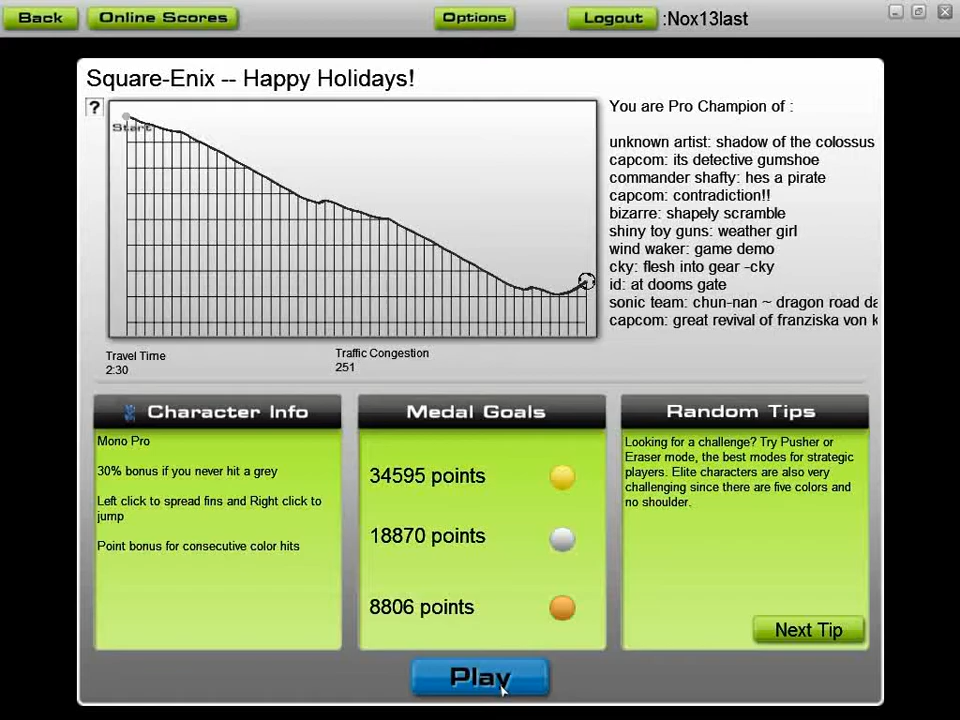 Back
Online Scores
Options
Logout
:Nox13last
Square-Enix -- Happy Holidays!
?
Start
You are Pro Champion of :
unknown artist: shadow of the colossus
capcom: its detective gumshoe
commander shafty: hes a pirate
capcom: contradiction!!
bizarre: shapely scramble
shiny toy guns: weather girl
wind waker: game demo
cky: flesh into gear -cky
id: at dooms gate
sonic team: chun-nan ~ dragon road da
capcom: great revival of franziska von k
Travel Time
2:30
Traffic Congestion
251
Character Info
Mono Pro
30% bonus if you never hit a grey
Left click to spread fins and Right click to
jump
Point bonus for consecutive color hits
Medal Goals
34595 points
18870 points
8806 points
Random Tips
Looking for a challenge? Try Pusher or
Eraser mode, the best modes for strategic
players. Elite characters are also very
challenging since there are five colors and
no shoulder.
Next Tip
Play